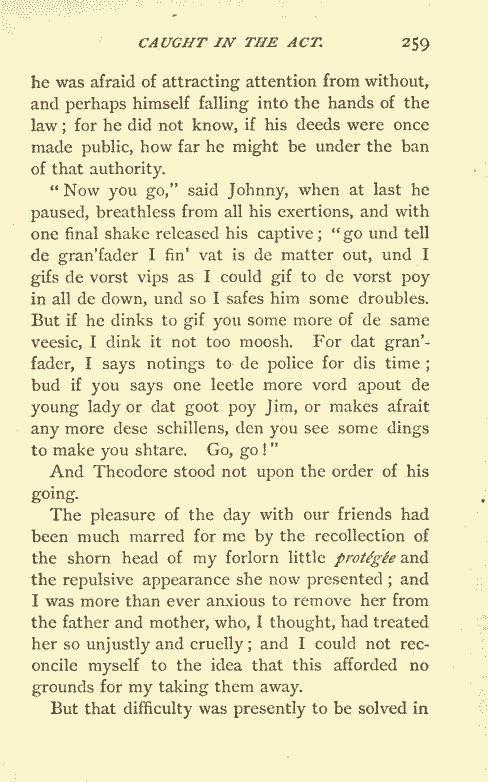 CAUGHT IN THE ACT. 259
he was afraid of attracting attention from without,
and perhaps himself falling into the hands of the
law; for he did not know, if his deeds were once
made public, how far he might be under the ban
of that authority.
"Now you go," said Johnny, when at last he
paused, breathless from all his exertions, and with
one final shake released his captive; "go und tell
de gran'fader I fin' vat is de matter out, und I
gifs de vorst vips as I could gif to de vorst poy
in all de down, und so I safes him some droubles.
But if he dinks to gif you some more of de same
veesic, I dink it not too moosh. For dat gran'-
fader, I says notings to de police for dis time;
bud if you says one leetle more vord apout de
young lady or dat goot poy Jim, or makes afrait
any more dese schillens, den you see some dings
to make you shtare. Go, go!"
And Theodore stood not upon the order of his
going.
The pleasure of the day with our friends had
been much marred for me by the recollection of
the shorn head of my forlorn little protégée and
the repulsive appearance she now presented; and
I was more than ever anxious to remove her from
the father and mother, who, I thought, had treated
her so unjustly and cruelly; and I could not rec-
oncile myself to the idea that this afforded no
grounds for my taking them away.
But that difficulty was presently to be solved in